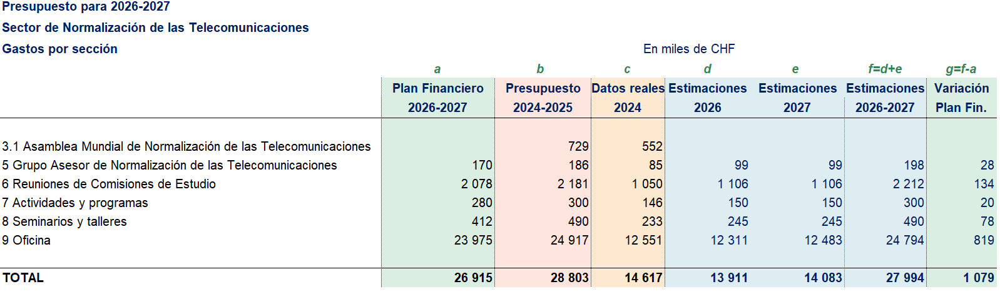 Presupuesto para 2026-2027
Sector de Normalización de las Telecomunicaciones
Gastos por sección En miles de CHF
a b c d e f=d+e g=f-a
Plan Financiero Presupuesto Datos reales Estimaciones Estimaciones Estimaciones Variación
2026-2027 2024-2025 2024 2026 2027 2026-2027 Plan Fin.
3.1 Asamblea Mundial de Normalización de las Telecomunicaciones 729 552
5 Grupo Asesor de Normalización de las Telecomunicaciones 170 186 85 99 99 198 28
6 Reuniones de Comisiones de Estudio 2 078 2 181 1 050 1 106 1 106 2 212 134
7 Actividades y programas 280 300 146 150 150 300 20
8 Seminarios y talleres 412 490 233 245 245 490 78
9 Oficina 23 975 24 917 12 551 12 311 12 483 24 794 819
TOTAL 26 915 28 803 14 617 13 911 14 083 27 994 1 079